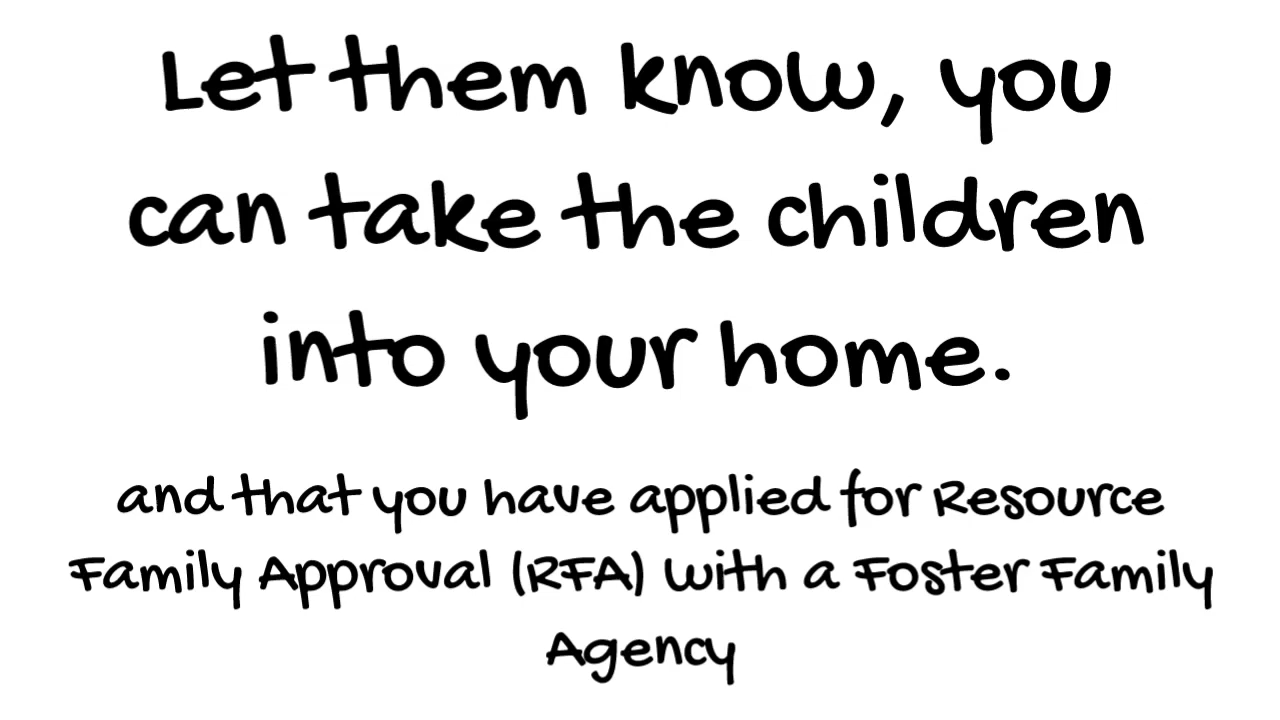 Let them know, you
can take the children
into your home.
and that you have applied for Resource
Family Approval (RFA) with a Foster Family
Agency